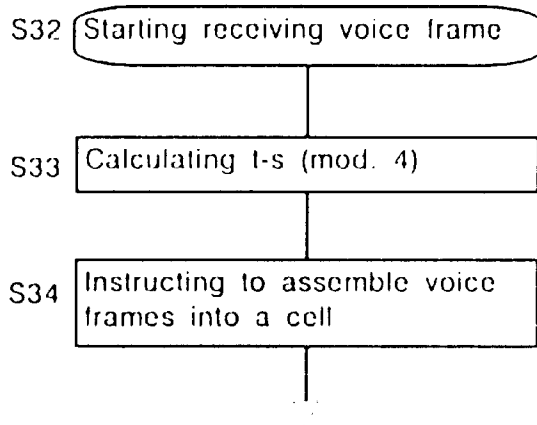 S32 Starting receiving voice frame
S33 Calculating t-s (mod. 4)
S34 Instructing to assemble voice
frames into a cell